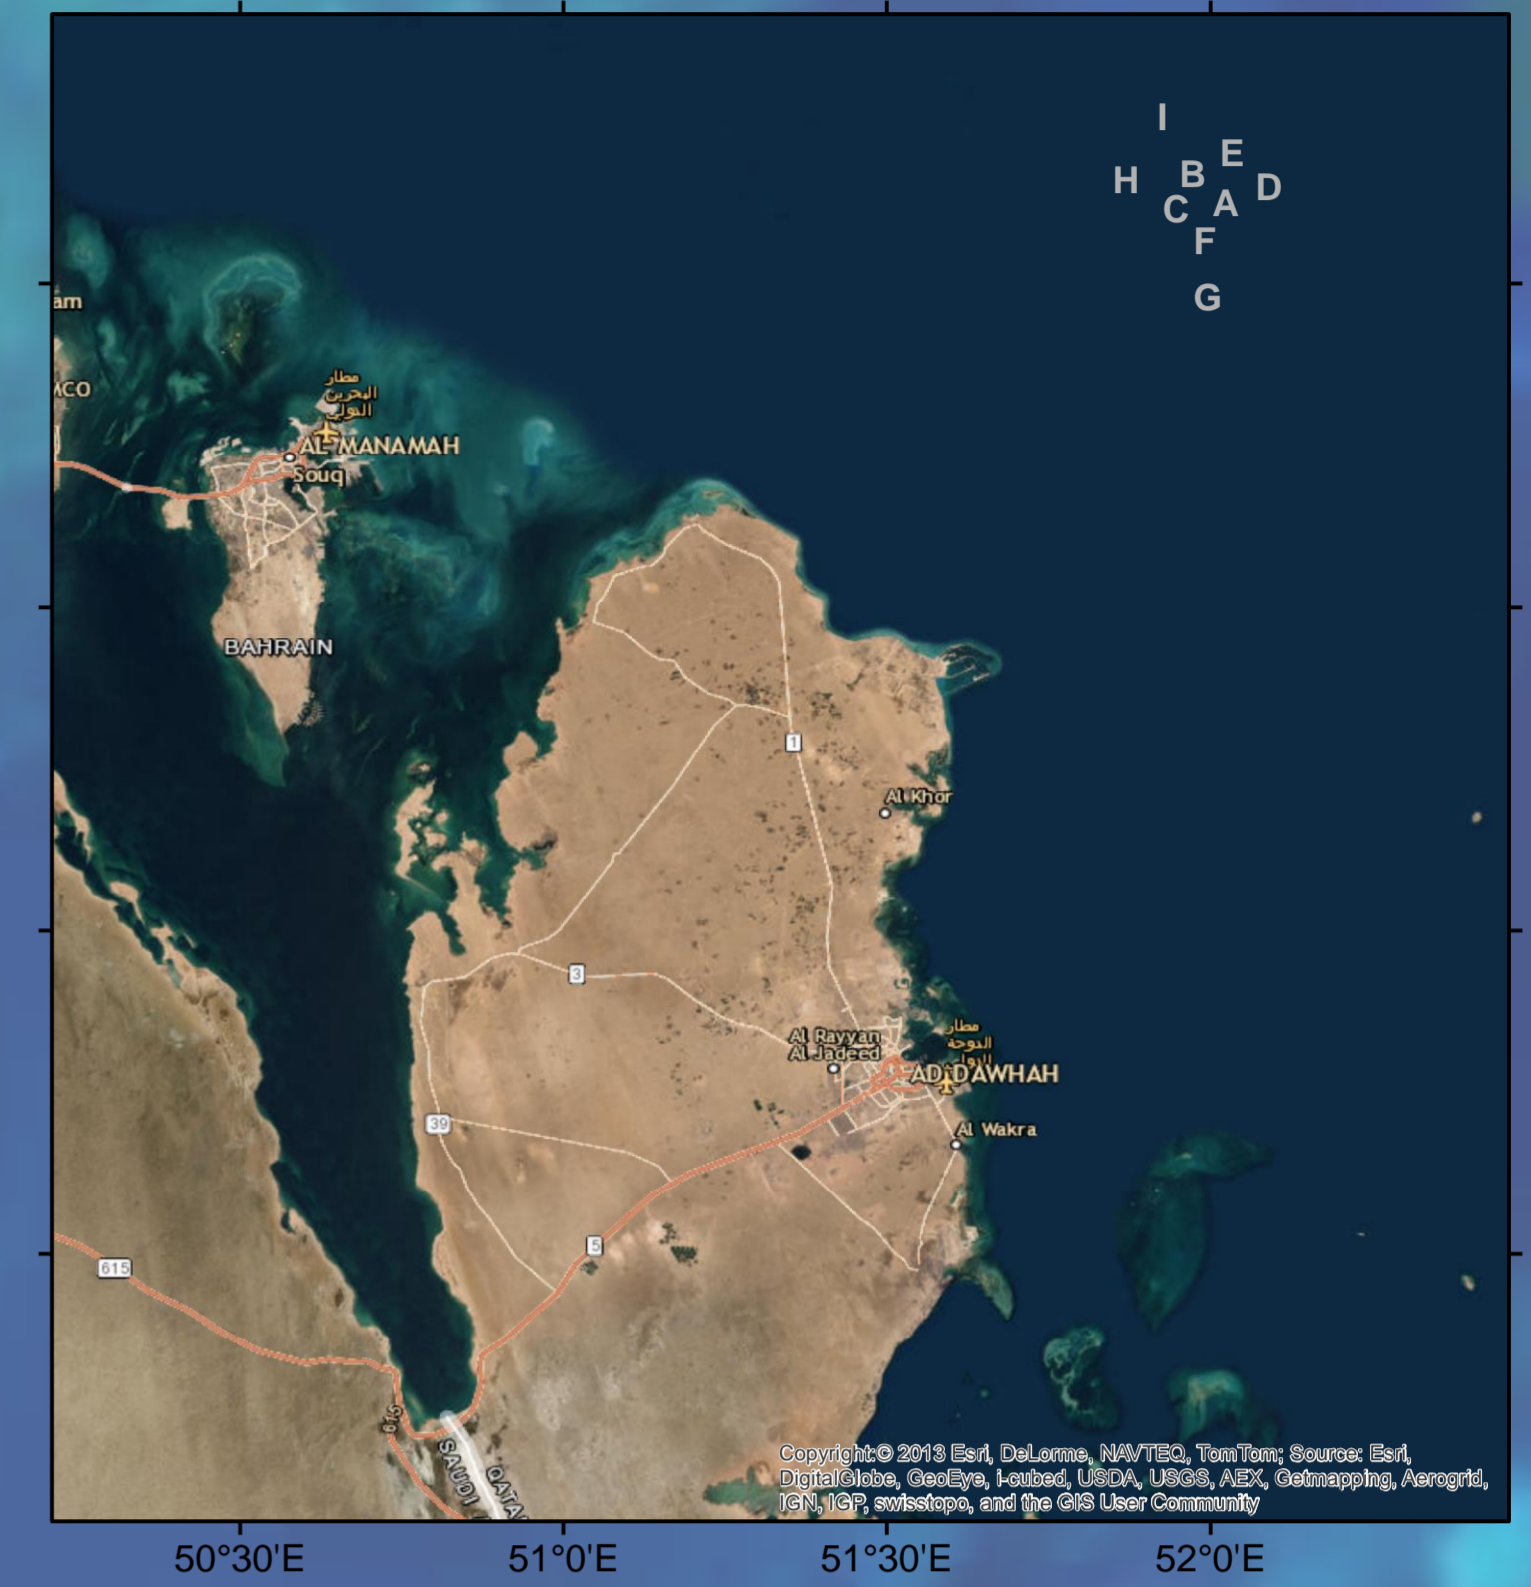 I
E
H
B
D
C
A
F
G
am
مطار
البحرين
الدولي
MCO
AL MANAMAH
Souq
BAHRAIN
1
Al Khor
3
مطار
الدوحة
Al Rayyan
Al Jadeed
AD DAWHAH
39
Al Wakra
5
615
615
SAUDI
QATA
Copyright:© 2013 Esri, DeLorme, NAVTEQ, TomTom; Source: Esri,
DigitalGlobe, GeoEye, i-cubed, USDA, USGS, AEX, Getmapping, Aerogrid,
IGN, IGP, swisstopo, and the GIS User Community
50°30'E 51°0'E 51°30'E 52°0'E